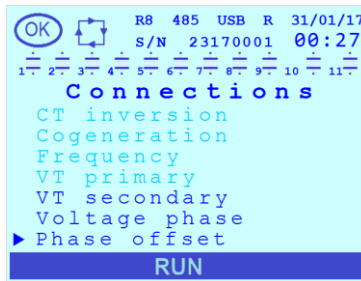 OK R8 485 USB R 31/01/17
S/N 23170001 00:27
1 2 3 4 5 6 7 8 9 10 11
Connections
CT inversion
Cogeneration
Frequency
VT primary
VT secondary
Voltage phase
Phase offset
RUN